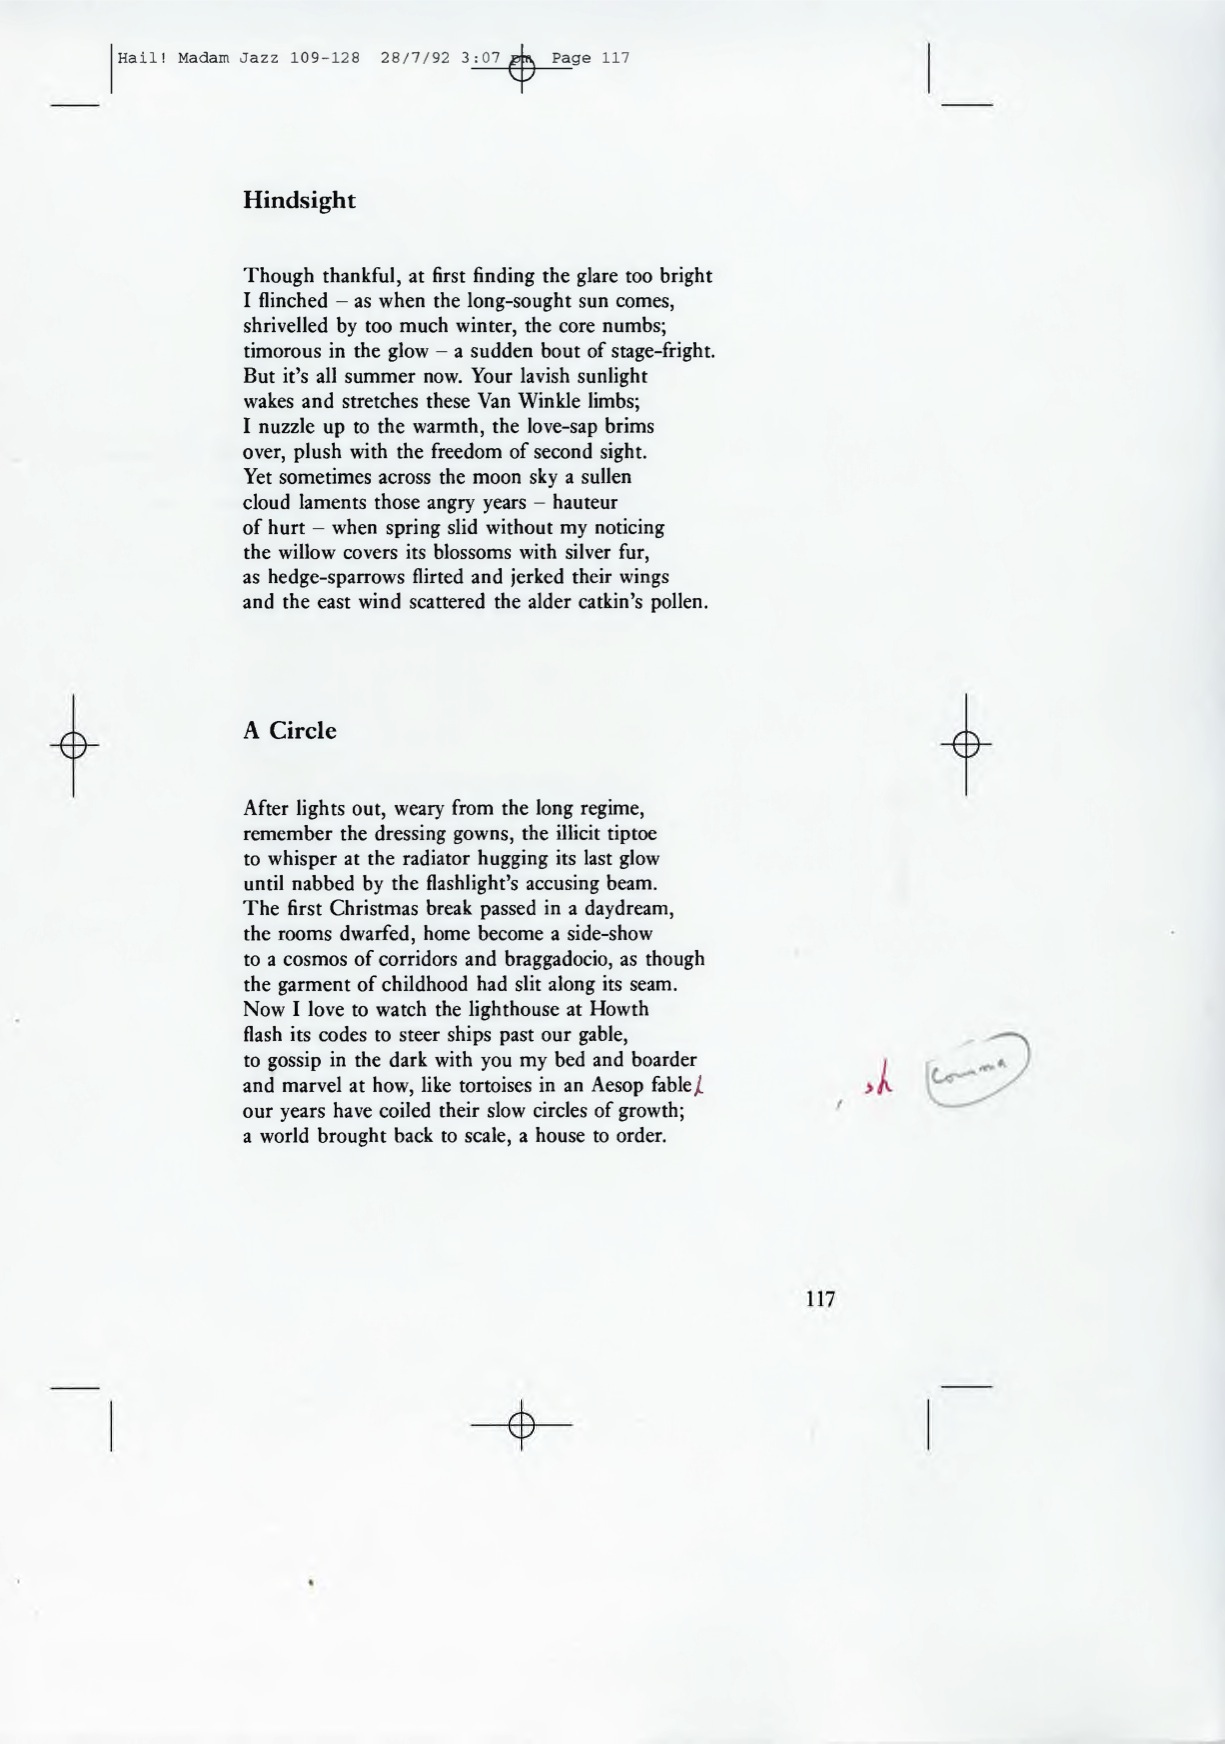 Hail! Madam Jazz 109-128 28/7/92 3:07 pm Page 117
Hindsight
Though thankful, at first finding the glare too bright
I flinched – as when the long-sought sun comes,
shrivelled by too much winter, the core numbs;
timorous in the glow – a sudden bout of stage-fright.
But it's all summer now. Your lavish sunlight
wakes and stretches these Van Winkle limbs;
I nuzzle up to the warmth, the love-sap brims
over, plush with the freedom of second sight.
Yet sometimes across the moon sky a sullen
cloud laments those angry years – hauteur
of hurt – when spring slid without my noticing
the willow covers its blossoms with silver fur,
as hedge-sparrows flirted and jerked their wings
and the east wind scattered the alder catkin's pollen.
A Circle
After lights out, weary from the long regime,
remember the dressing gowns, the illicit tiptoe
to whisper at the radiator hugging its last glow
until nabbed by the flashlight's accusing beam.
The first Christmas break passed in a daydream,
the rooms dwarfed, home become a side-show
to a cosmos of corridors and braggadocio, as though
the garment of childhood had slit along its seam.
Now I love to watch the lighthouse at Howth
flash its codes to steer ships past our gable,
to gossip in the dark with you my bed and boarder
and marvel at how, like tortoises in an Aesop fable
, comma
our years have coiled their slow circles of growth;
a world brought back to scale, a house to order.
117